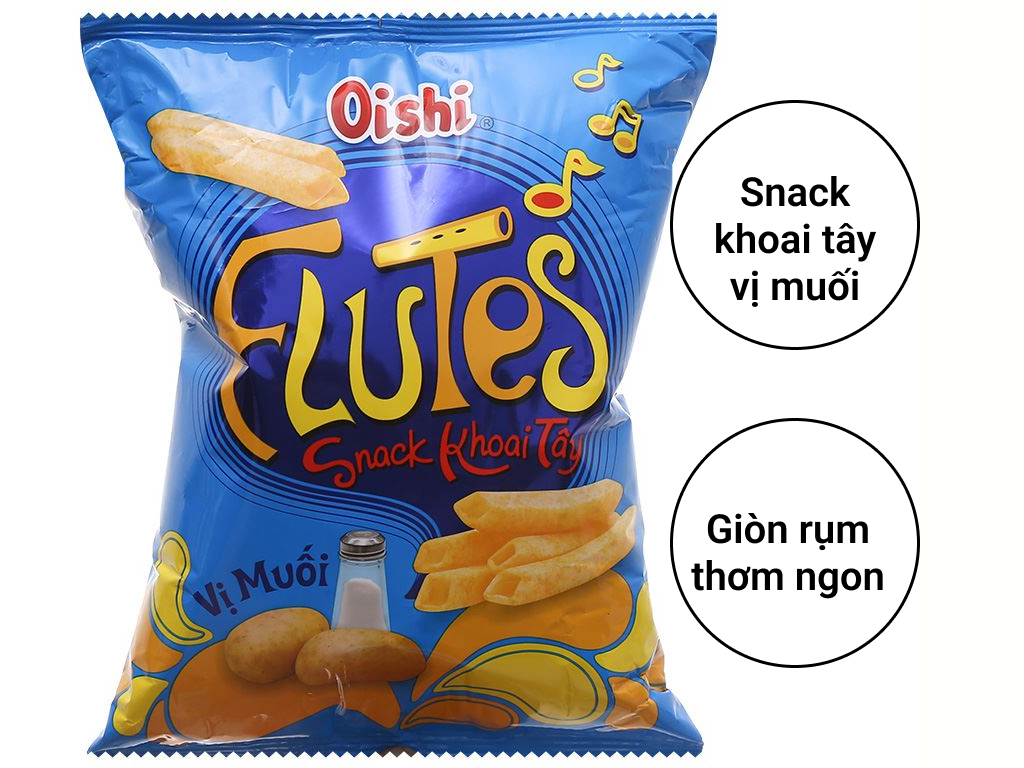 Oishi ®
FLUTES
Snack Khoai Tây
Vị Muối
Snack
khoai tây
vị muối
Giòn rụm
thơm ngon